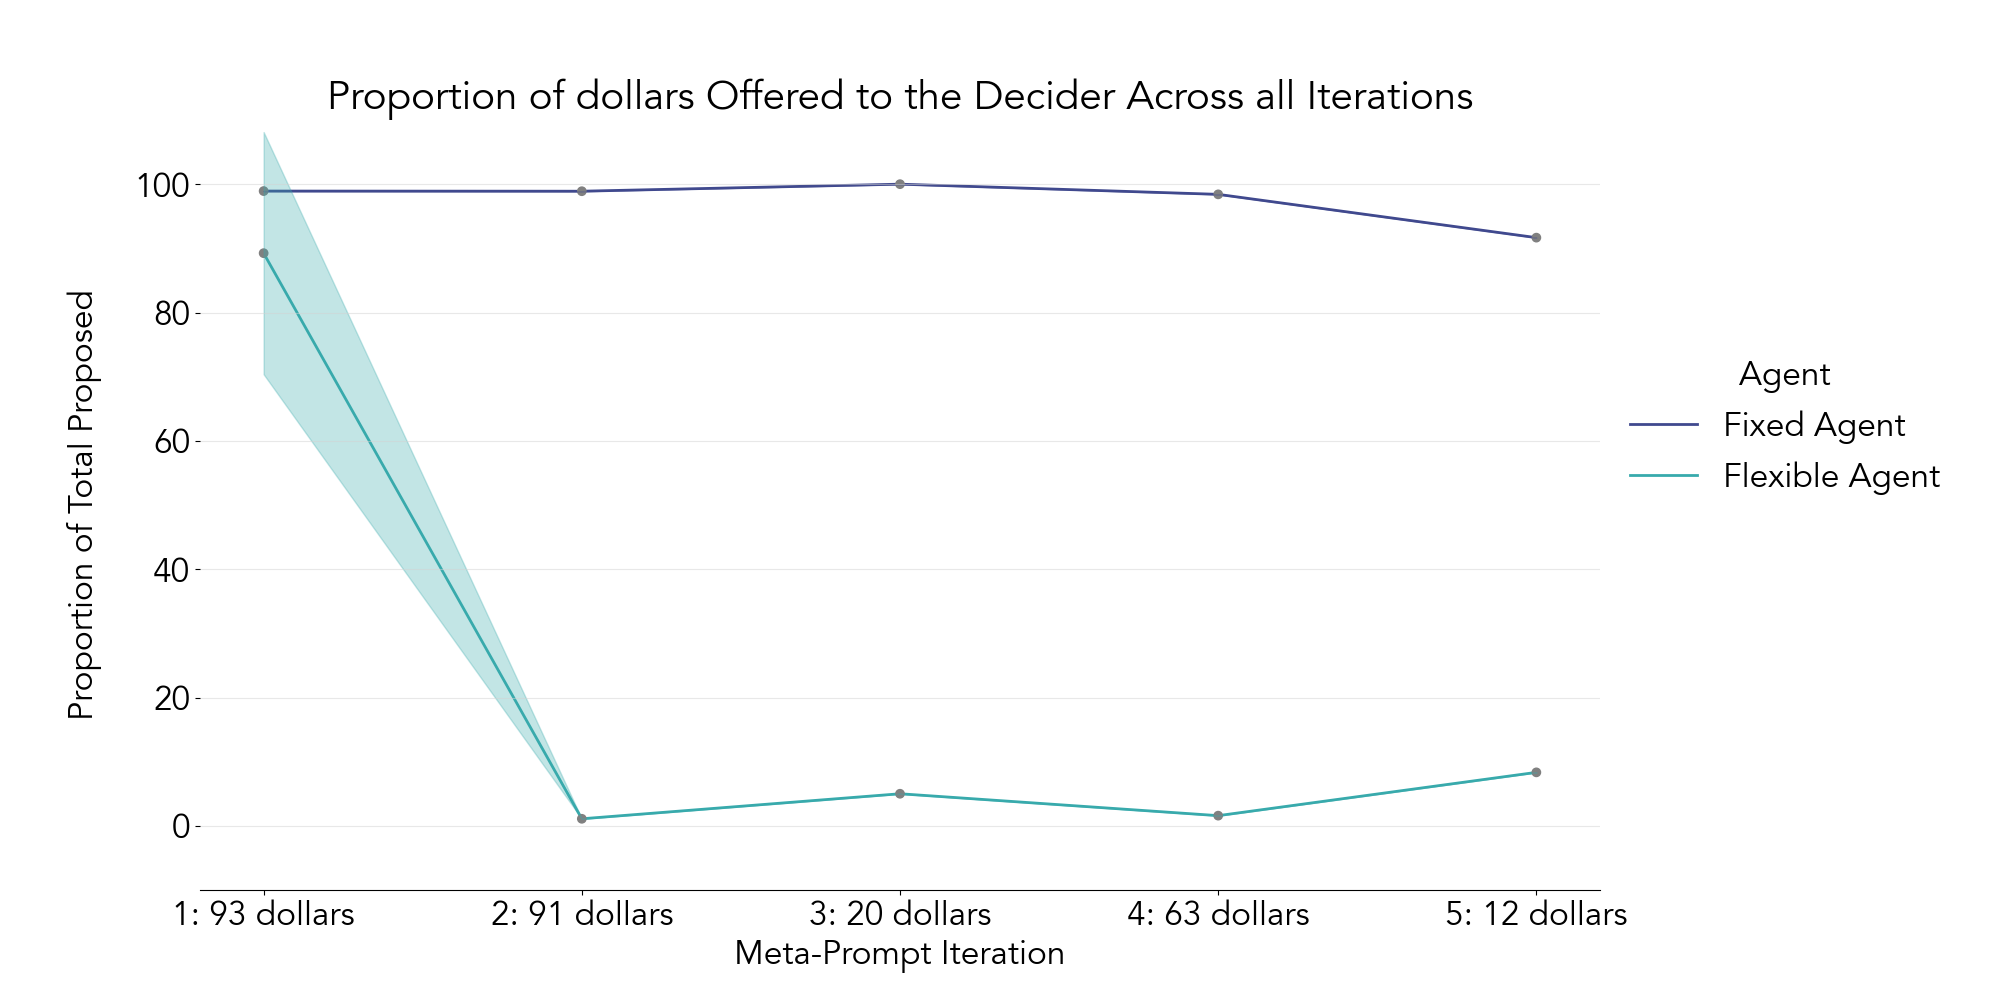 Proportion of dollars Offered to the Decider Across all Iterations
Proportion of Total Proposed
100
80
60
40
20
0
1: 93 dollars
2: 91 dollars
3: 20 dollars
4: 63 dollars
5: 12 dollars
Meta-Prompt Iteration
Agent
Fixed Agent
Flexible Agent